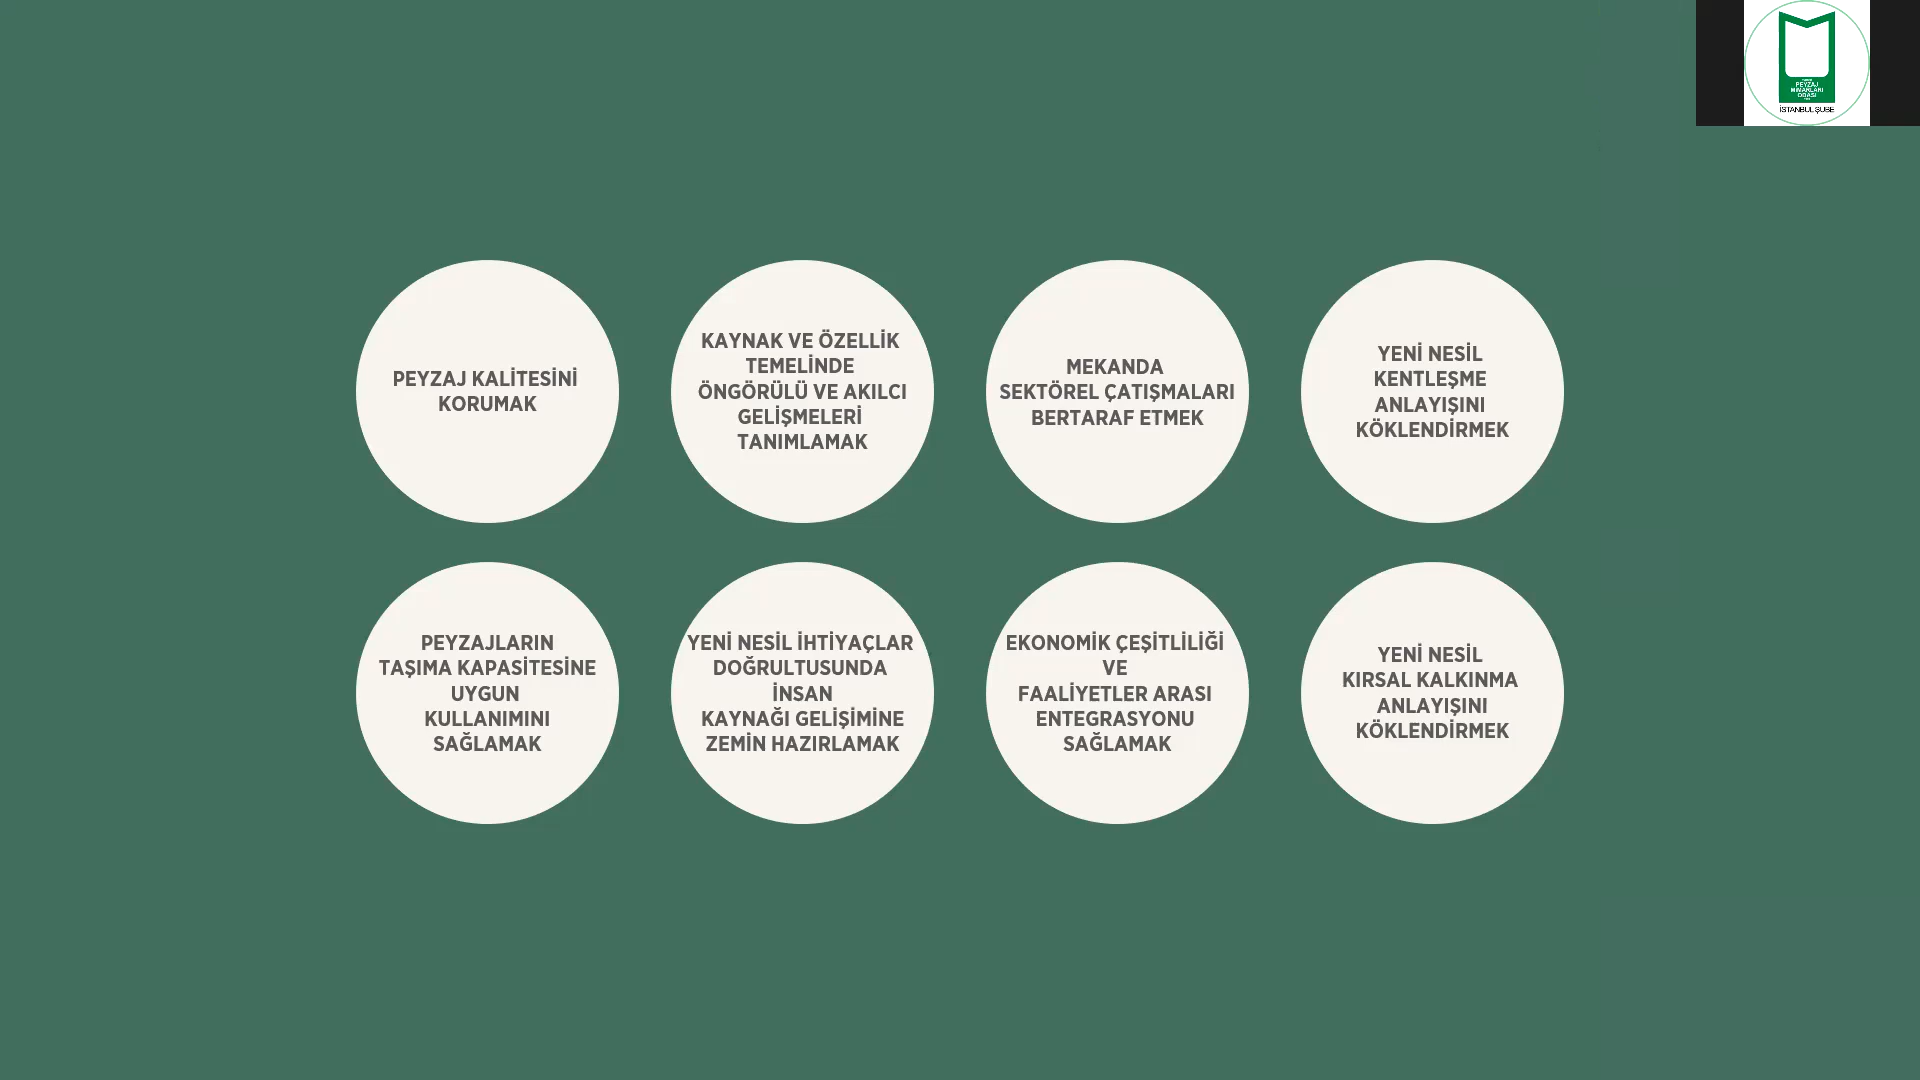 TMMOB
PEYZAJ
MİMARLARI
ODASI
İSTANBUL ŞUBE
PEYZAJ KALİTESİNİ
KORUMAK
KAYNAK VE ÖZELLİK
TEMELİNDE
ÖNGÖRÜLÜ VE AKILCI
GELİŞMELERİ
TANIMLAMAK
MEKANDA
SEKTÖREL ÇATIŞMALARI
BERTARAF ETMEK
YENİ NESİL
KENTLEŞME
ANLAYIŞINI
KÖKLENDİRMEK
PEYZAJLARIN
TAŞIMA KAPASİTESİNE
UYGUN
KULLANIMINI
SAĞLAMAK
YENİ NESİL İHTİYAÇLAR
DOĞRULTUSUNDA
İNSAN
KAYNAĞI GELİŞİMİNE
ZEMİN HAZIRLAMAK
EKONOMİK ÇEŞİTLİLİĞİ
VE
FAALİYETLER ARASI
ENTEGRASYONU
SAĞLAMAK
YENİ NESİL
KIRSAL KALKINMA
ANLAYIŞINI
KÖKLENDİRMEK